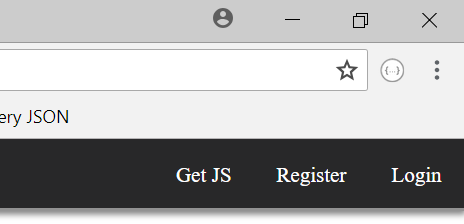 {...}
ery JSON
Get JS Register Login